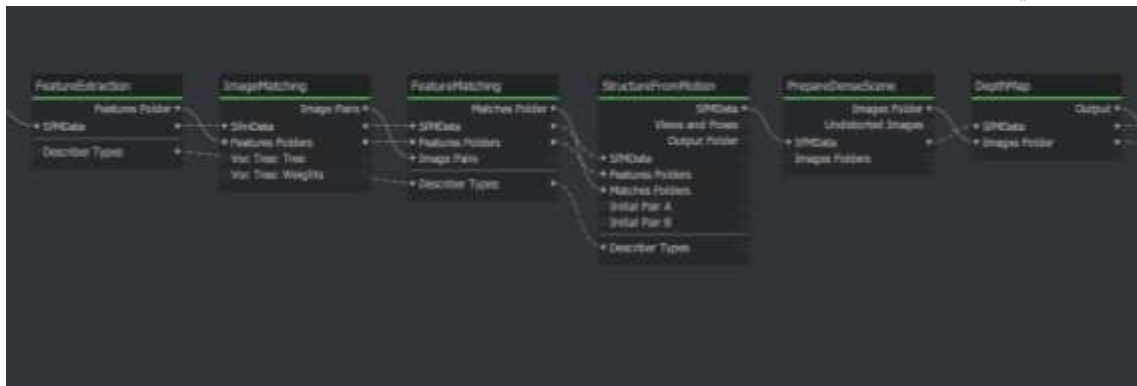 FeatureExtraction
Features Folder
SfMData
Describer Types
ImageMatching
Image Pairs
SfmData
Features Folders
Voc Tree: Tree
Voc Tree: Weights
FeatureMatching
Matches Folder
SfMData
Features Folders
Image Pairs
Describer Types
StructureFromMotion
SfMData
Views and Poses
Output Folder
SfMData
Features Folders
Matches Folders
Initial Pair A
Initial Pair B
Describer Types
PrepareDenseScene
Images Folder
Undistorted Images
SfMData
Images Folders
DepthMap
Output
SfMData
Images Folder